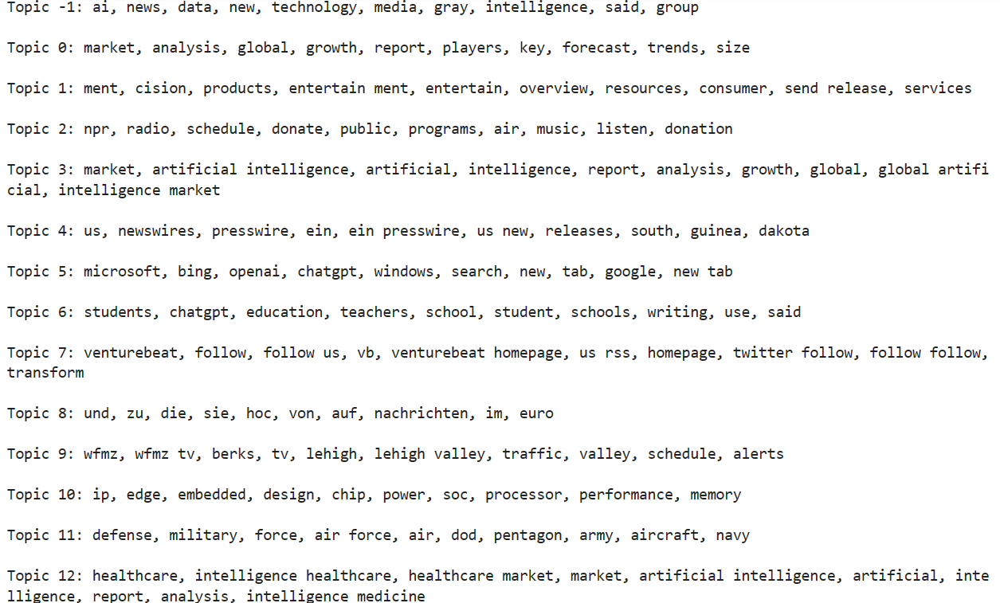 Topic -1: ai, news, data, new, technology, media, gray, intelligence, said, group
Topic 0: market, analysis, global, growth, report, players, key, forecast, trends, size
Topic 1: ment, cision, products, entertain ment, entertain, overview, resources, consumer, send release, services
Topic 2: npr, radio, schedule, donate, public, programs, air, music, listen, donation
Topic 3: market, artificial intelligence, artificial, intelligence, report, analysis, growth, global, global artifi
cial, intelligence market
Topic 4: us, newswires, presswire, ein, ein presswire, us new, releases, south, guinea, dakota
Topic 5: microsoft, bing, openai, chatgpt, windows, search, new, tab, google, new tab
Topic 6: students, chatgpt, education, teachers, school, student, schools, writing, use, said
Topic 7: venturebeat, follow, follow us, vb, venturebeat homepage, us rss, homepage, twitter follow, follow follow,
transform
Topic 8: und, zu, die, sie, hoc, von, auf, nachrichten, im, euro
Topic 9: wfmz, wfmz tv, berks, tv, lehigh, lehigh valley, traffic, valley, schedule, alerts
Topic 10: ip, edge, embedded, design, chip, power, soc, processor, performance, memory
Topic 11: defense, military, force, air force, air, dod, pentagon, army, aircraft, navy
Topic 12: healthcare, intelligence healthcare, healthcare market, market, artificial intelligence, artificial, inte
lligence, report, analysis, intelligence medicine